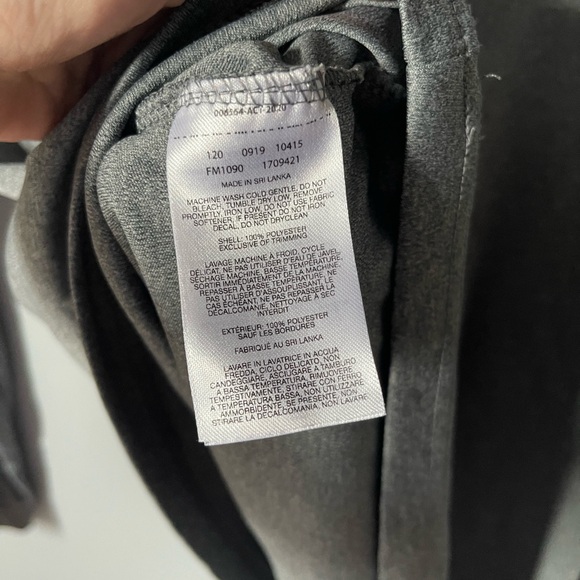 006364-ACT-2020
120 0919 10415
FM1090 1709421
MADE IN SRI LANKA
MACHINE WASH COLD GENTLE, DO NOT
BLEACH, TUMBLE DRY LOW, REMOVE
PROMPTLY, IRON LOW, DO NOT USE FABRIC
SOFTENER, IF PRESENT DO NOT IRON
DECAL, DO NOT DRYCLEAN
SHELL: 100% POLYESTER
EXCLUSIVE OF TRIMMING
LAVAGE MACHINE À FROID, CYCLE
DÉLICAT, NE PAS UTILISER D'EAU DE JAVEL,
SÉCHAGE MACHINE, BASSE TEMPÉRATURE,
SORTIR IMMÉDIATEMENT DE LA MACHINE,
REPASSER À BASSE TEMPÉRATURE, NE
PAS UTILISER D'ASSOUPLISSANT, LE
CAS ÉCHÉANT, NE PAS REPASSER LA
DÉCALCOMANIE, NETTOYAGE À SEC
INTERDIT
EXTÉRIEUR: 100% POLYESTER
SAUF LES BORDURES
FABRIQUÉ AU SRI LANKA
LAVARE IN LAVATRICE IN ACQUA
FREDDA, CICLO DELICATO, NON
CANDEGGIARE, ASCIUGARE A TAMBURO
A BASSA TEMPERATURA, RIMUOVERE
TEMPESTIVAMENTE, STIRARE CON FERRO
A TEMPERATURA BASSA, NON UTILIZZARE
AMMORBIDENTE, SE PRESENTE, NON
STIRARE LA DECALCOMANIA, NON LAVARE